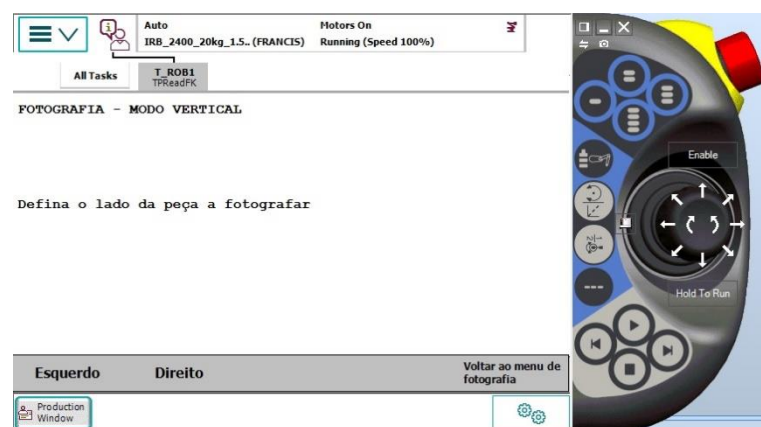 Auto
IRB_2400_20kg_1.5.. (FRANCIS)
Motors On
Running (Speed 100%)
All Tasks
T_ROB1
TPReadFK
FOTOGRAFIA - MODO VERTICAL
Defina o lado da peça a fotografar
Esquerdo
Direito
Voltar ao menu de
fotografia
Production
Window
Enable
Hold To Run